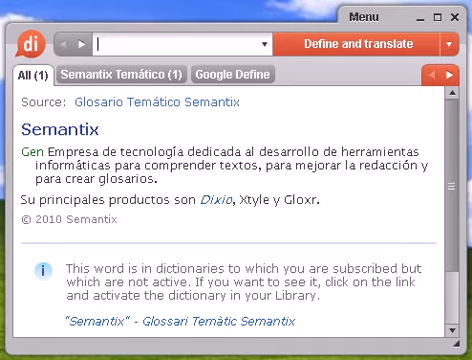 Menu
di
Define and translate
All (1)
Semantix Temático (1)
Google Define
Source: Glosario Temático Semantix
Semantix
Gen Empresa de tecnología dedicada al desarrollo de herramientas
informáticas para comprender textos, para mejorar la redacción y
para crear glosarios.
Su principales producto son Dixio, Xtyle y Gloxr.
© 2010 Semantix
i
This word is in dictionaries to which you are subscribed but
which are not active. If you want to see it, click on the link
and activate the dictionary in your Library.
"Semantix" - Glossari Temàtic Semantix